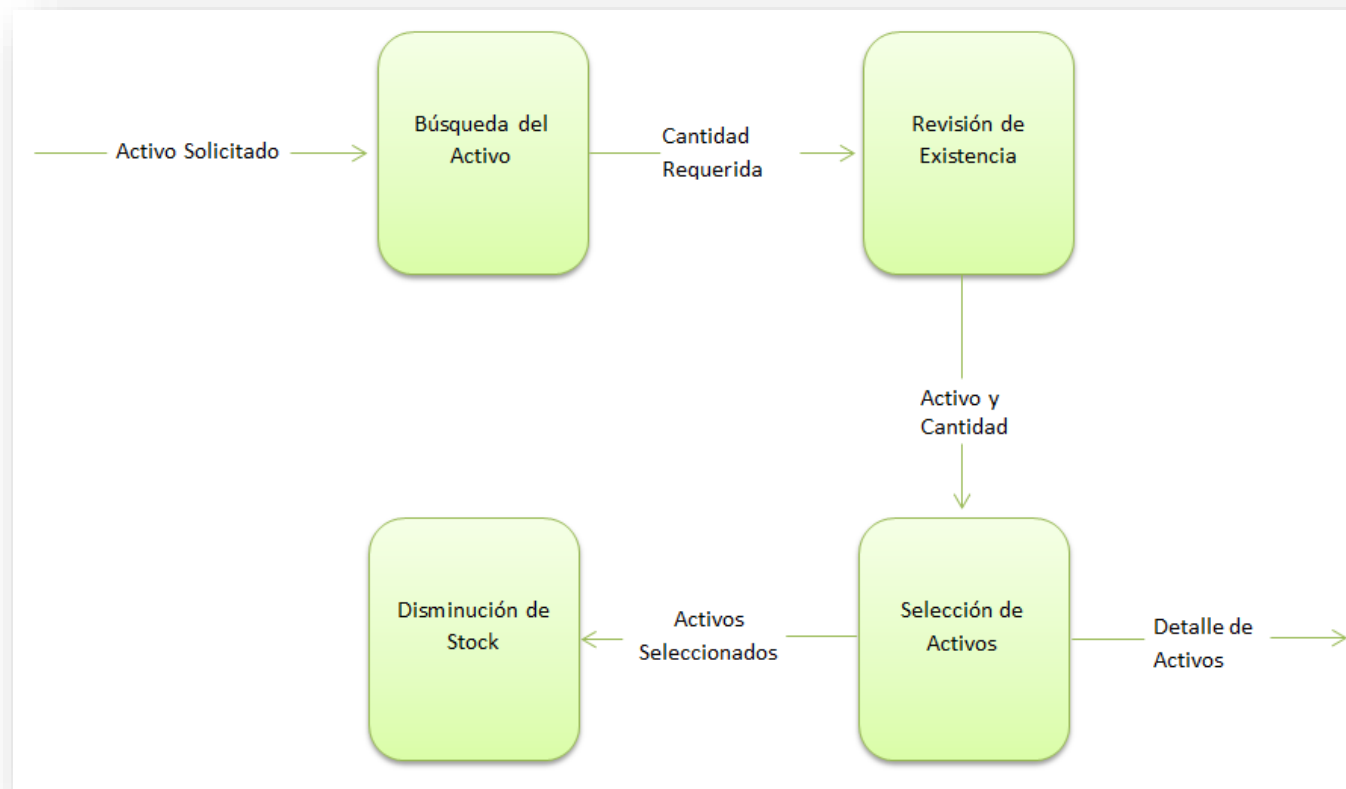 Activo Solicitado
Búsqueda del
Activo
Cantidad
Requerida
Revisión de
Existencia
Activo y
Cantidad
Selección de
Activos
Detalle de
Activos
Activos
Seleccionados
Disminución de
Stock